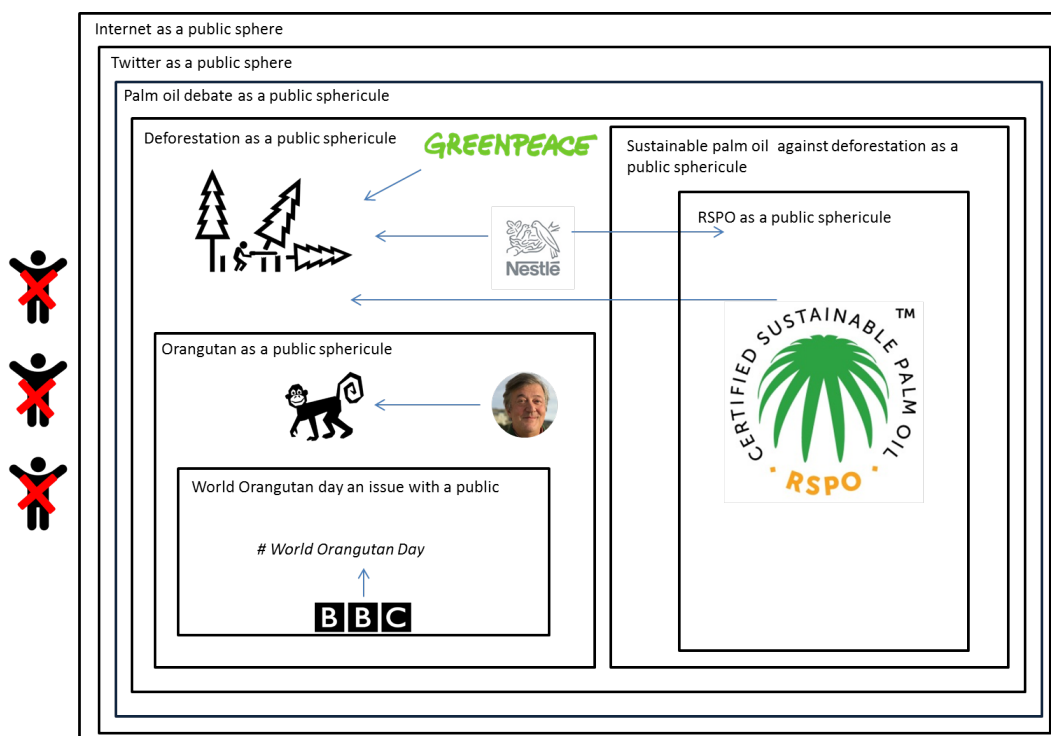 Internet as a public sphere
Twitter as a public sphere
Palm oil debate as a public sphericule
Deforestation as a public sphericule
GREENPEACE
Sustainable palm oil  against deforestation as a
public sphericule
RSPO as a public sphericule
Nestlē
CERTIFIED SUSTAINABLE PALM OIL
TM
RSPO
Orangutan as a public sphericule
World Orangutan day an issue with a public
# World Orangutan Day
BBC